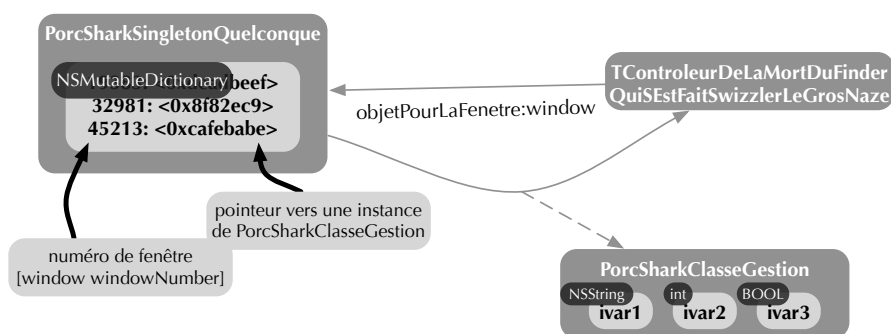 PorcSharkSingletonQuelconque
NSMutableDictionary
32981: <0x8f82ec9>
45213: <0xcafebabe>
TControleurDeLaMortDuFinder
QuiSEstFaitSwizzlerLeGrosNaze
objetPourLaFenetre:window
pointeur vers une instance
de PorcSharkClasseGestion
numéro de fenêtre
[window windowNumber]
PorcSharkClasseGestion
NSString
int
BOOL
ivar1
ivar2
ivar3